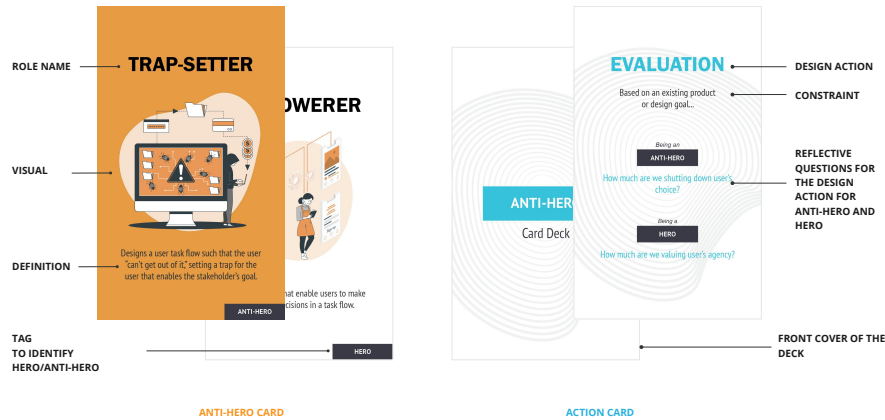 ROLE NAME
VISUAL
DEFINITION
TAG
TO IDENTIFY
HERO/ANTI-HERO
TRAP-SETTER
Designs a user task flow such that the user
"can't get out of it," setting a trap for the
user that enables the stakeholder's goal.
ANTI-HERO
OWERER
hat enable users to make
cisions in a task flow.
HERO
ANTI-HERO CARD
ANTI-HER
Card Deck
EVALUATION
Based on an existing product
or design goal...
Being an
ANTI-HERO
How much are we shutting down user's
choice?
Being a
HERO
How much are we valuing user's agency?
DESIGN ACTION
CONSTRAINT
REFLECTIVE
QUESTIONS FOR
THE DESIGN
ACTION FOR
ANTI-HERO AND
HERO
FRONT COVER OF THE
DECK
ACTION CARD